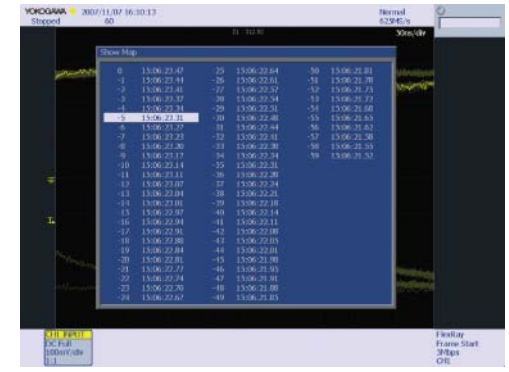 YOKOGAWA 2007/11/07 16:10:13 Normal
Stopped 60 625MS/s
Show Map
0 15:06:23.47 -25 15:06:22.64 -50 15:06:21.81
-1 15:06:23.44 -26 15:06:22.61 -51 15:06:21.78
-2 15:06:23.41 -27 15:06:22.57 -52 15:06:21.75
-3 15:06:23.37 -28 15:06:22.54 -53 15:06:21.72
-4 15:06:23.34 -29 15:06:22.51 -54 15:06:21.68
-5 15:06:23.31 -30 15:06:22.48 -55 15:06:21.65
-6 15:06:23.27 -31 15:06:22.44 -56 15:06:21.62
-7 15:06:23.23 -32 15:06:22.41 -57 15:06:21.58
-8 15:06:23.20 -33 15:06:22.38 -58 15:06:21.55
-9 15:06:23.17 -34 15:06:22.34 -59 15:06:21.52
-10 15:06:23.14 -35 15:06:22.31
-11 15:06:23.11 -36 15:06:22.28
-12 15:06:23.07 -37 15:06:22.24
-13 15:06:23.04 -38 15:06:22.21
-14 15:06:23.01 -39 15:06:22.18
-15 15:06:22.97 -40 15:06:22.14
-16 15:06:22.94 -41 15:06:22.11
-17 15:06:22.91 -42 15:06:22.08
-18 15:06:22.88 -43 15:06:22.05
-19 15:06:22.84 -44 15:06:22.01
-20 15:06:22.81 -45 15:06:21.98
-21 15:06:22.77 -46 15:06:21.95
-22 15:06:22.74 -47 15:06:21.91
-23 15:06:22.70 -48 15:06:21.88
-24 15:06:22.67 -49 15:06:21.85
CH1 INPUT FlexRay
DC Full Frame Start
100mV/div 5Mbps
1:1 CH1